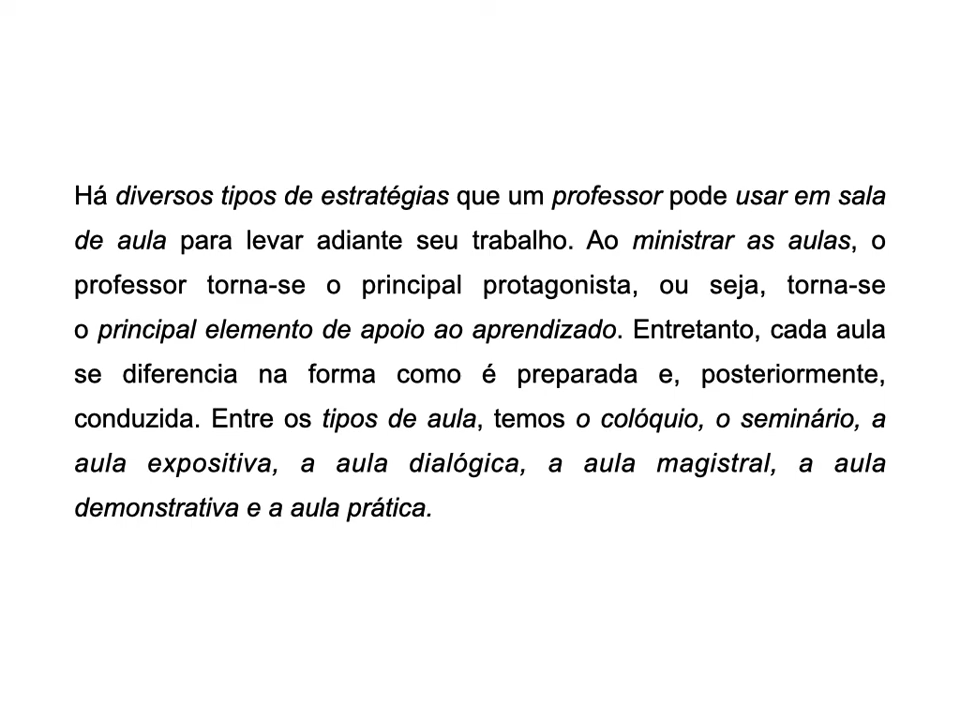 Há diversos tipos de estratégias que um professor pode usar em sala
de aula para levar adiante seu trabalho. Ao ministrar as aulas, o
professor torna-se o principal protagonista, ou seja, torna-se
o principal elemento de apoio ao aprendizado. Entretanto, cada aula
se diferencia na forma como é preparada e, posteriormente,
conduzida. Entre os tipos de aula, temos o colóquio, o seminário, a
aula expositiva, a aula dialógica, a aula magistral, a aula
demonstrativa e a aula prática.